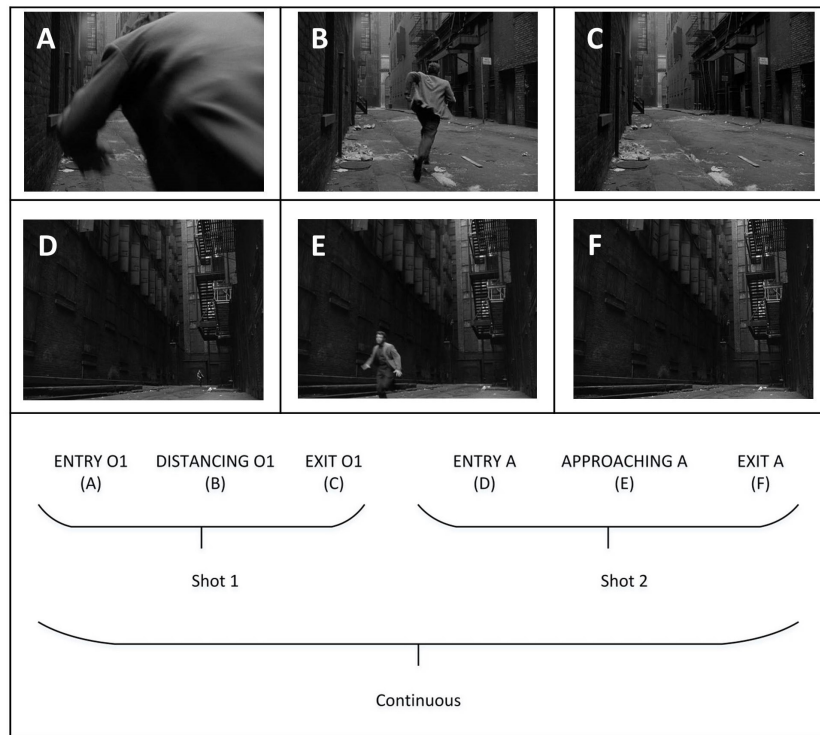 A
B
C
D
E
F
ENTRY O1
(A)
DISTANCING O1
(B)
EXIT O1
(C)
ENTRY A
(D)
APPROACHING A
(E)
EXIT A
(F)
Shot 1
Shot 2
Continuous